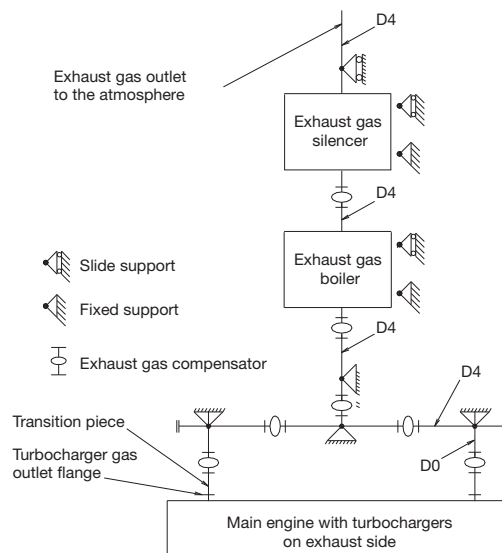 D4
Exhaust gas outlet
to the atmosphere
Exhaust gas
silencer
D4
Exhaust gas
boiler
Slide support
Fixed support
D4
Exhaust gas compensator
D4
Transition piece
Turbocharger gas
outlet flange
D0
Main engine with turbochargers
on exhaust side